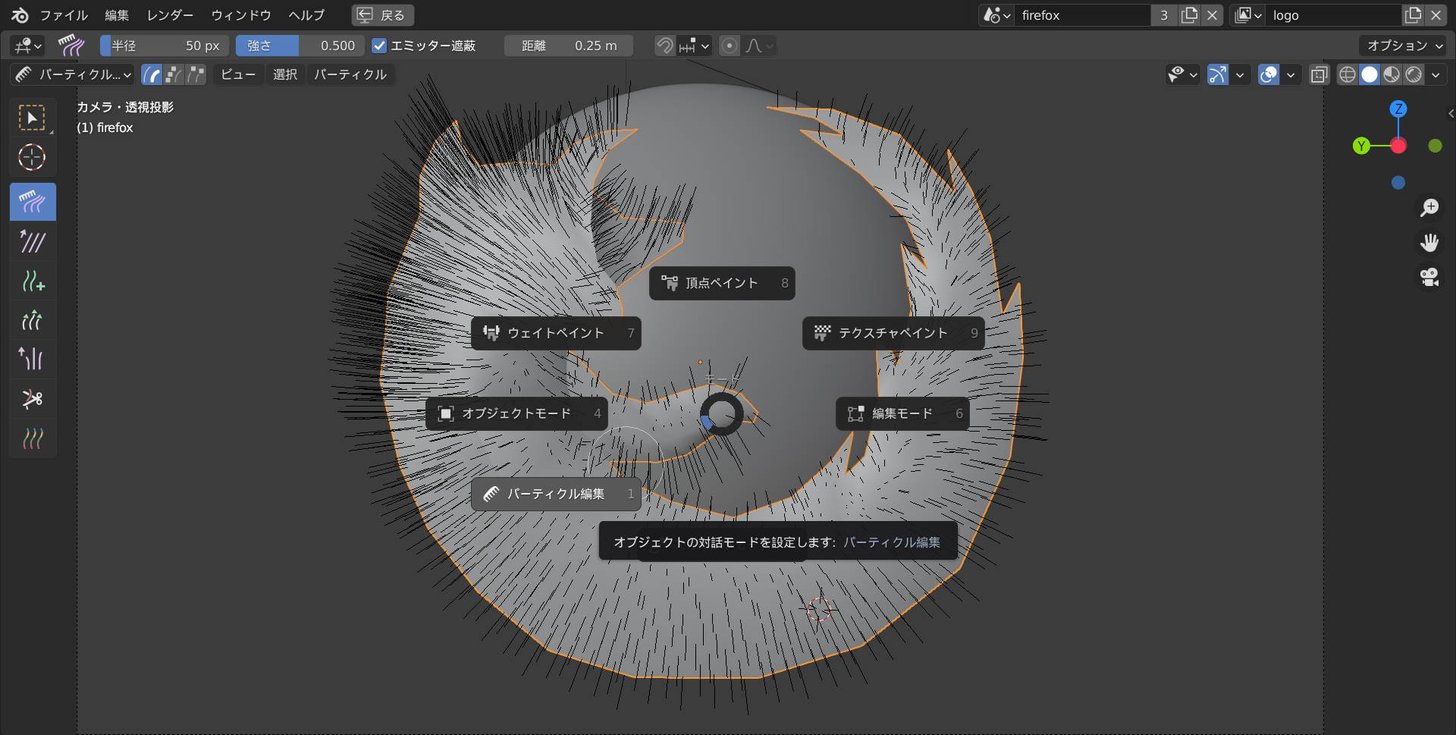 ファイル 編集 レンダー ウィンドウ ヘルプ 戻る firefox 3 logo
半径 50 px 強さ 0.500 エミッター遮蔽 距離 0.25 m オプション
パーティクル... ビュー 選択 パーティクル
カメラ・透視投影
(1) firefox
Z
Y
頂点ペイント 8
ウェイトペイント 7
テクスチャペイント 9
モード
オブジェクトモード 4
編集モード 6
パーティクル編集 1
オブジェクトの対話モードを設定します: パーティクル編集